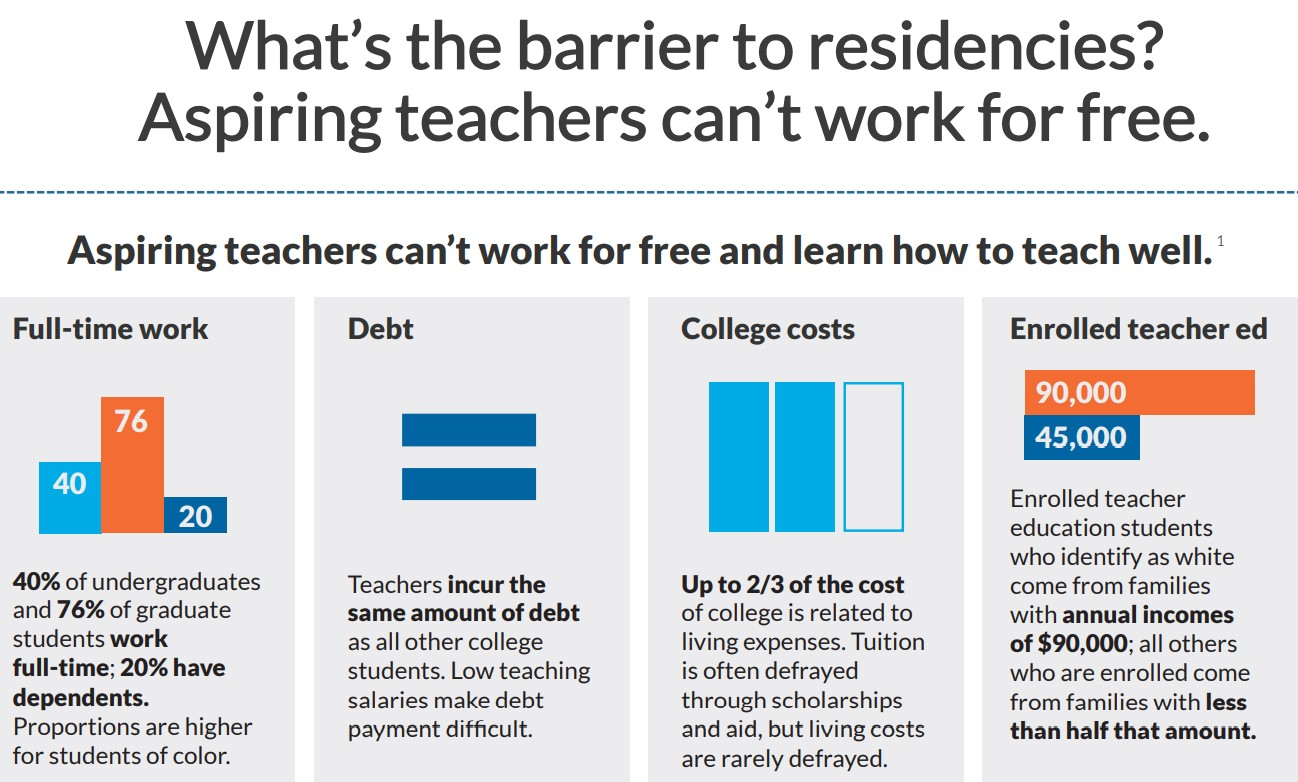 What’s the barrier to residencies?
Aspiring teachers can’t work for free.
Aspiring teachers can’t work for free and learn how to teach well.1
Full-time work
40
76
20
40% of undergraduates
and 76% of graduate
students work
full-time; 20% have
dependents.
Proportions are higher
for students of color.
Debt
Teachers incur the
same amount of debt
as all other college
students. Low teaching
salaries make debt
payment difficult.
College costs
Up to 2/3 of the cost
of college is related to
living expenses. Tuition
is often defrayed
through scholarships
and aid, but living costs
are rarely defrayed.
Enrolled teacher ed
90,000
45,000
Enrolled teacher
education students
who identify as white
come from families
with annual incomes
of $90,000; all others
who are enrolled come
from families with less
than half that amount.